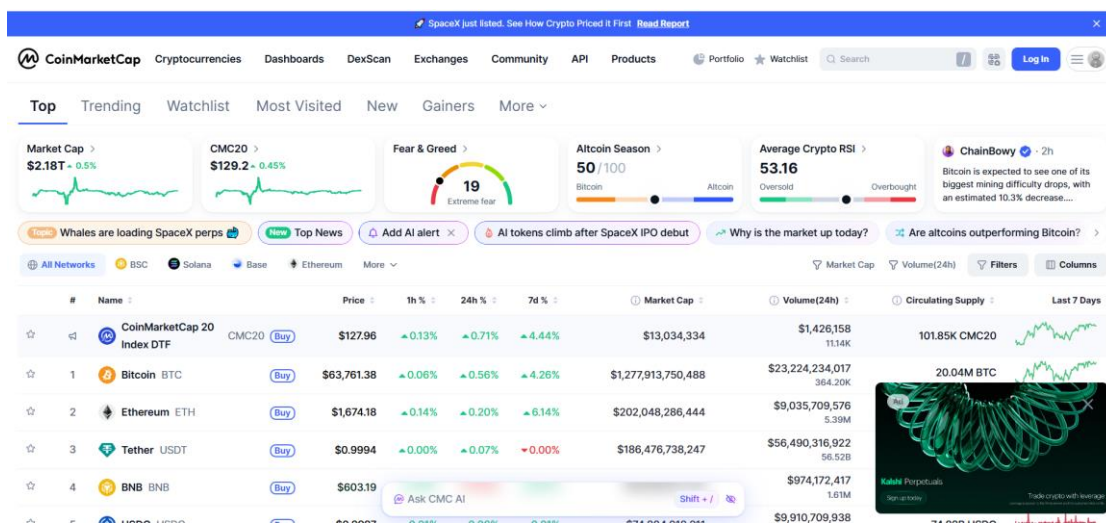 SpaceX just listed. See How Crypto Priced it First Read Report
CoinMarketCap Cryptocurrencies Dashboards DexScan Exchanges Community API Products Portfolio Watchlist Search / Log In
Top Trending Watchlist Most Visited New Gainers More
Market Cap >
$2.18T 0.5%
CMC20 >
$129.2 0.45%
Fear & Greed >
19
Extreme fear
Altcoin Season >
50/100
Bitcoin Altcoin
Average Crypto RSI >
53.16
Oversold Overbought
ChainBowy · 2h
Bitcoin is expected to see one of its
biggest mining difficulty drops, with
an estimated 10.3% decrease....
Topic Whales are loading SpaceX perps New Top News Add AI alert AI tokens climb after SpaceX IPO debut Why is the market up today? Are altcoins outperforming Bitcoin?
All Networks BSC Solana Base Ethereum More Market Cap Volume(24h) Filters Columns
# Name Price 1h % 24h % 7d % Market Cap Volume(24h) Circulating Supply Last 7 Days
CoinMarketCap 20
Index DTF
CMC20 Buy $127.96 0.13% 0.71% 4.44% $13,034,334 $1,426,158
11.14K
101.85K CMC20
1 Bitcoin BTC Buy $63,761.38 0.06% 0.56% 4.26% $1,277,913,750,488 $23,224,234,017
364.20K
20.04M BTC
2 Ethereum ETH Buy $1,674.18 0.14% 0.20% 6.14% $202,048,286,444 $9,035,709,576
5.39M
3 Tether USDT Buy $0.9994 0.00% 0.07% 0.00% $186,476,738,247 $56,490,316,922
56.52B
4 BNB BNB Buy $603.19 $974,172,417
1.61M
Ask CMC AI Shift + /
$9,910,709,938
Ad
Kalshi Perpetuals
Sign up today
Trade crypto with leverage